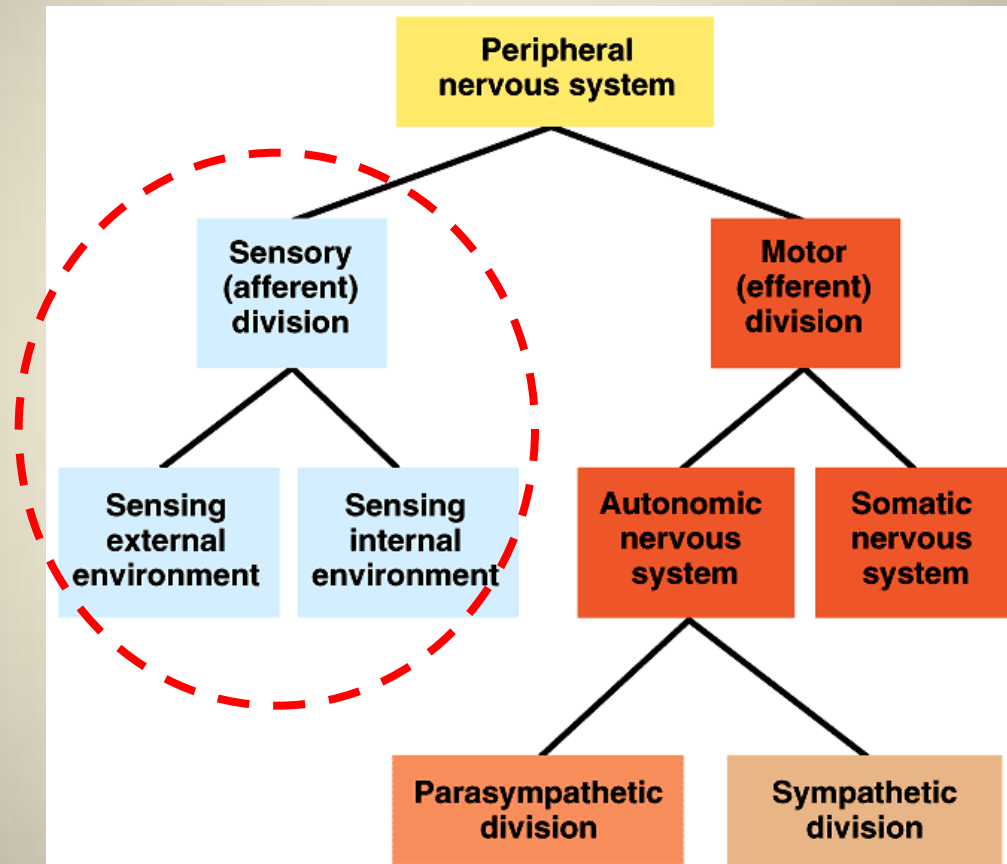 Peripheral
nervous system
Sensory
(afferent)
division
Motor
(efferent)
division
Sensing
external
environment
Sensing
internal
environment
Autonomic
nervous
system
Somatic
nervous
system
Parasympathetic
division
Sympathetic
division